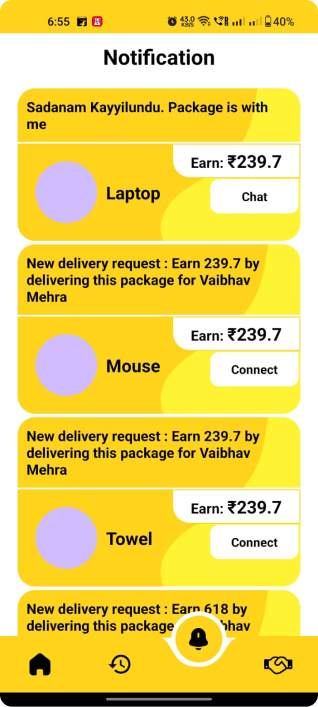 6:55 43.0 KB/S 40%
Notification
Sadanam Kayyilundu. Package is with
me
Earn: ₹239.7
Laptop
Chat
New delivery request : Earn 239.7 by
delivering this package for Vaibhav
Mehra
Earn: ₹239.7
Mouse
Connect
New delivery request : Earn 239.7 by
delivering this package for Vaibhav
Mehra
Earn: ₹239.7
Towel
Connect
New delivery request : Earn 618 by
delivering this package bhav